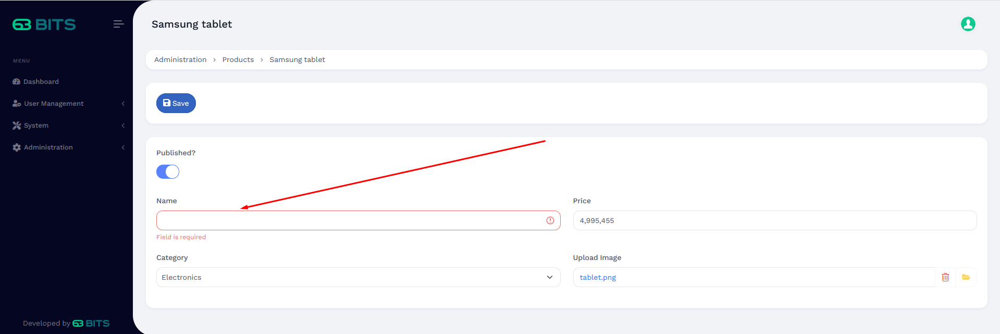 63 BITS
Samsung tablet
MENU
Administration > Products > Samsung tablet
Dashboard
User Management
Save
System
Administration
Published?
Name
Price
4,995,455
Field is required
Category
Upload Image
Electronics
tablet.png
Developed by 63 BITS